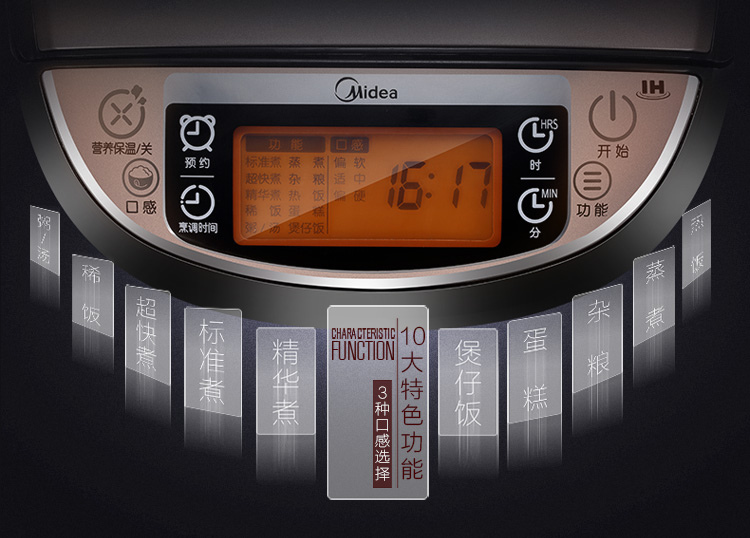 Midea
IH
营养保温/关
口感
预约
烹调时间
功能 口感
标准煮 蒸煮 偏软
超快煮 杂粮 适中
精华煮 热饭 偏硬
稀饭 蛋糕
粥/汤 煲仔饭
16:17
HRS
时
MIN
分
开始
功能
粥/汤
稀饭
超快煮
标准煮
精华煮
CHARACTERISTIC
FUNCTION
10大特色功能
3种口感选择
煲仔饭
蛋糕
杂粮
蒸煮
热饭